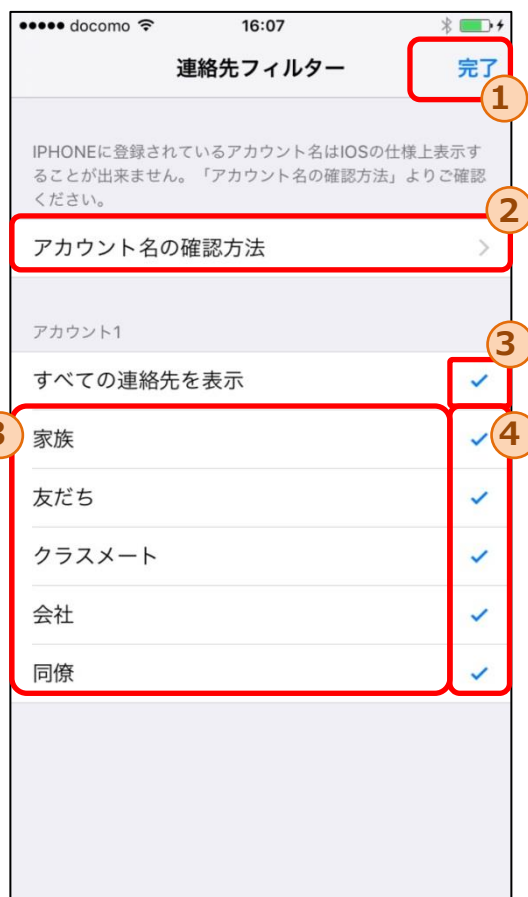 docomo 16:07
連絡先フィルター 完了
1
IPHONEに登録されているアカウント名はIOSの仕様上表示す
ることが出来ません。「アカウント名の確認方法」よりご確認
ください。
2
アカウント名の確認方法
アカウント1
3
すべての連絡先を表示
家族
4
友だち
クラスメート
会社
同僚